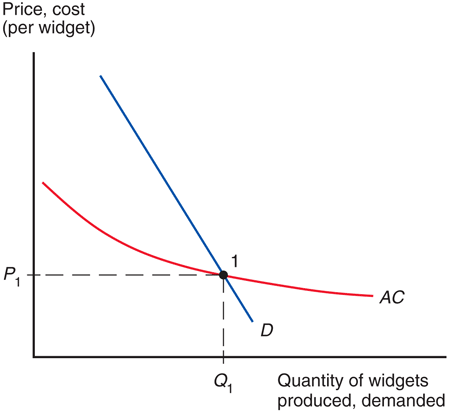 Price, cost
(per widget)
1
P1
AC
D
Q1
Quantity of widgets
produced, demanded